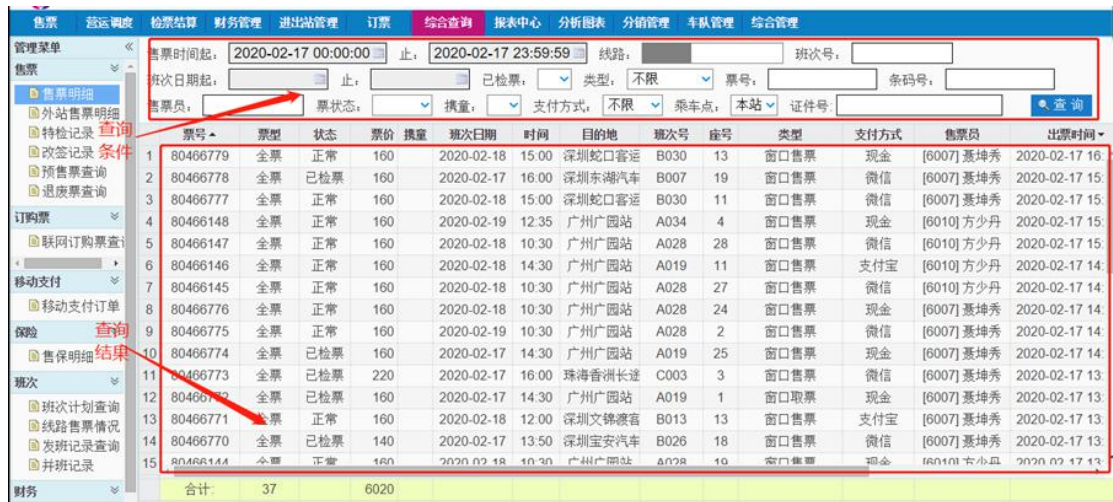 售票 营运调度 检票结算 财务管理 进出站管理 订票 综合查询 报表中心 分析图表 分销管理 车队管理 综合管理
管理菜单
售票
售票明细
外站售票明细
特检记录
改签记录
预售票查询
退废票查询
订购票
联网订购票查
移动支付
移动支付订单
保险
售保明细
班次
班次计划查询
线路售票情况
发班记录查询
并班记录
财务
查询
条件
查询
结果
售票时间起: 2020-02-17 00:00:00 止: 2020-02-17 23:59:59 线路: 班次号:
班次日期起: 止: 已检票: 类型: 不限 票号: 条码号:
售票员: 票状态: 携童: 支付方式: 不限 乘车点: 本站 证件号: 查询
票号 票型 状态 票价 携童 班次日期 时间 目的地 班次号 座号 类型 支付方式 售票员 出票时间
1 80466779 全票 正常 160 2020-02-18 15:00 深圳蛇口客运 B030 13 窗口售票 现金 [6007] 聂坤秀 2020-02-17 16:
2 80466778 全票 已检票 160 2020-02-17 16:00 深圳东湖汽车 B007 19 窗口售票 微信 [6007] 聂坤秀 2020-02-17 15:
3 80466777 全票 正常 160 2020-02-18 15:00 深圳蛇口客运 B030 11 窗口售票 微信 [6007] 聂坤秀 2020-02-17 15:
4 80466148 全票 正常 160 2020-02-19 12:35 广州广园站 A034 4 窗口售票 现金 [6010] 方少丹 2020-02-17 15:
5 80466147 全票 正常 160 2020-02-18 10:30 广州广园站 A028 28 窗口售票 微信 [6010] 方少丹 2020-02-17 15:
6 80466146 全票 正常 160 2020-02-18 14:30 广州广园站 A019 11 窗口售票 支付宝 [6010] 方少丹 2020-02-17 14:
7 80466145 全票 正常 160 2020-02-18 10:30 广州广园站 A028 27 窗口售票 微信 [6010] 方少丹 2020-02-17 14:
8 80466776 全票 正常 160 2020-02-18 10:30 广州广园站 A028 24 窗口售票 现金 [6007] 聂坤秀 2020-02-17 14:
9 80466775 全票 正常 160 2020-02-19 10:30 广州广园站 A028 2 窗口售票 微信 [6007] 聂坤秀 2020-02-17 14:
10 80466774 全票 已检票 160 2020-02-17 14:30 广州广园站 A019 25 窗口售票 现金 [6007] 聂坤秀 2020-02-17 14:
11 80466773 全票 已检票 220 2020-02-17 16:00 珠海香洲长途 C003 3 窗口售票 微信 [6007] 聂坤秀 2020-02-17 13:
12 80466772 全票 已检票 160 2020-02-17 14:30 广州广园站 A019 1 窗口取票 现金 [6007] 聂坤秀 2020-02-17 13:
13 80466771 全票 正常 160 2020-02-18 12:00 深圳文锦渡客 B013 13 窗口售票 支付宝 [6007] 聂坤秀 2020-02-17 13:
14 80466770 全票 已检票 140 2020-02-17 13:50 深圳宝安汽车 B026 18 窗口售票 微信 [6007] 聂坤秀 2020-02-17 13:
15 80466144 全票 正常 160 2020-02-18 10:30 广州广园站 A028 19 窗口售票 现金 [6010] 方少丹 2020-02-17 13:
合计: 37 6020